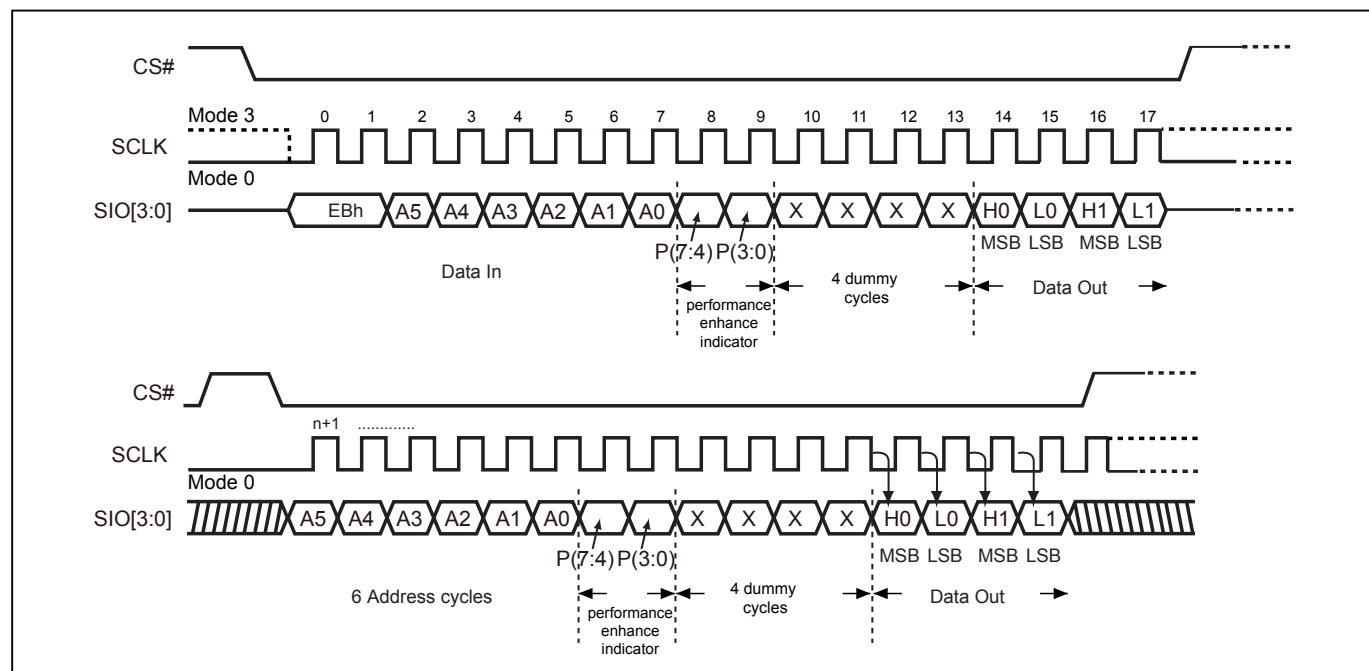 CS#
Mode 3
0 1 2 3 4 5 6 7 8 9 10 11 12 13 14 15 16 17
SCLK
Mode 0
SIO[3:0]
EBh A5 A4 A3 A2 A1 A0 X X X X H0 L0 H1 L1
MSB LSB MSB LSB
P(7:4) P(3:0)
Data In
performance
enhance
indicator
4 dummy
cycles
Data Out
CS#
n+1 .............
SCLK
Mode 0
SIO[3:0]
A5 A4 A3 A2 A1 A0 X X X X H0 L0 H1 L1
MSB LSB MSB LSB
P(7:4) P(3:0)
6 Address cycles
performance
enhance
indicator
4 dummy
cycles
Data Out